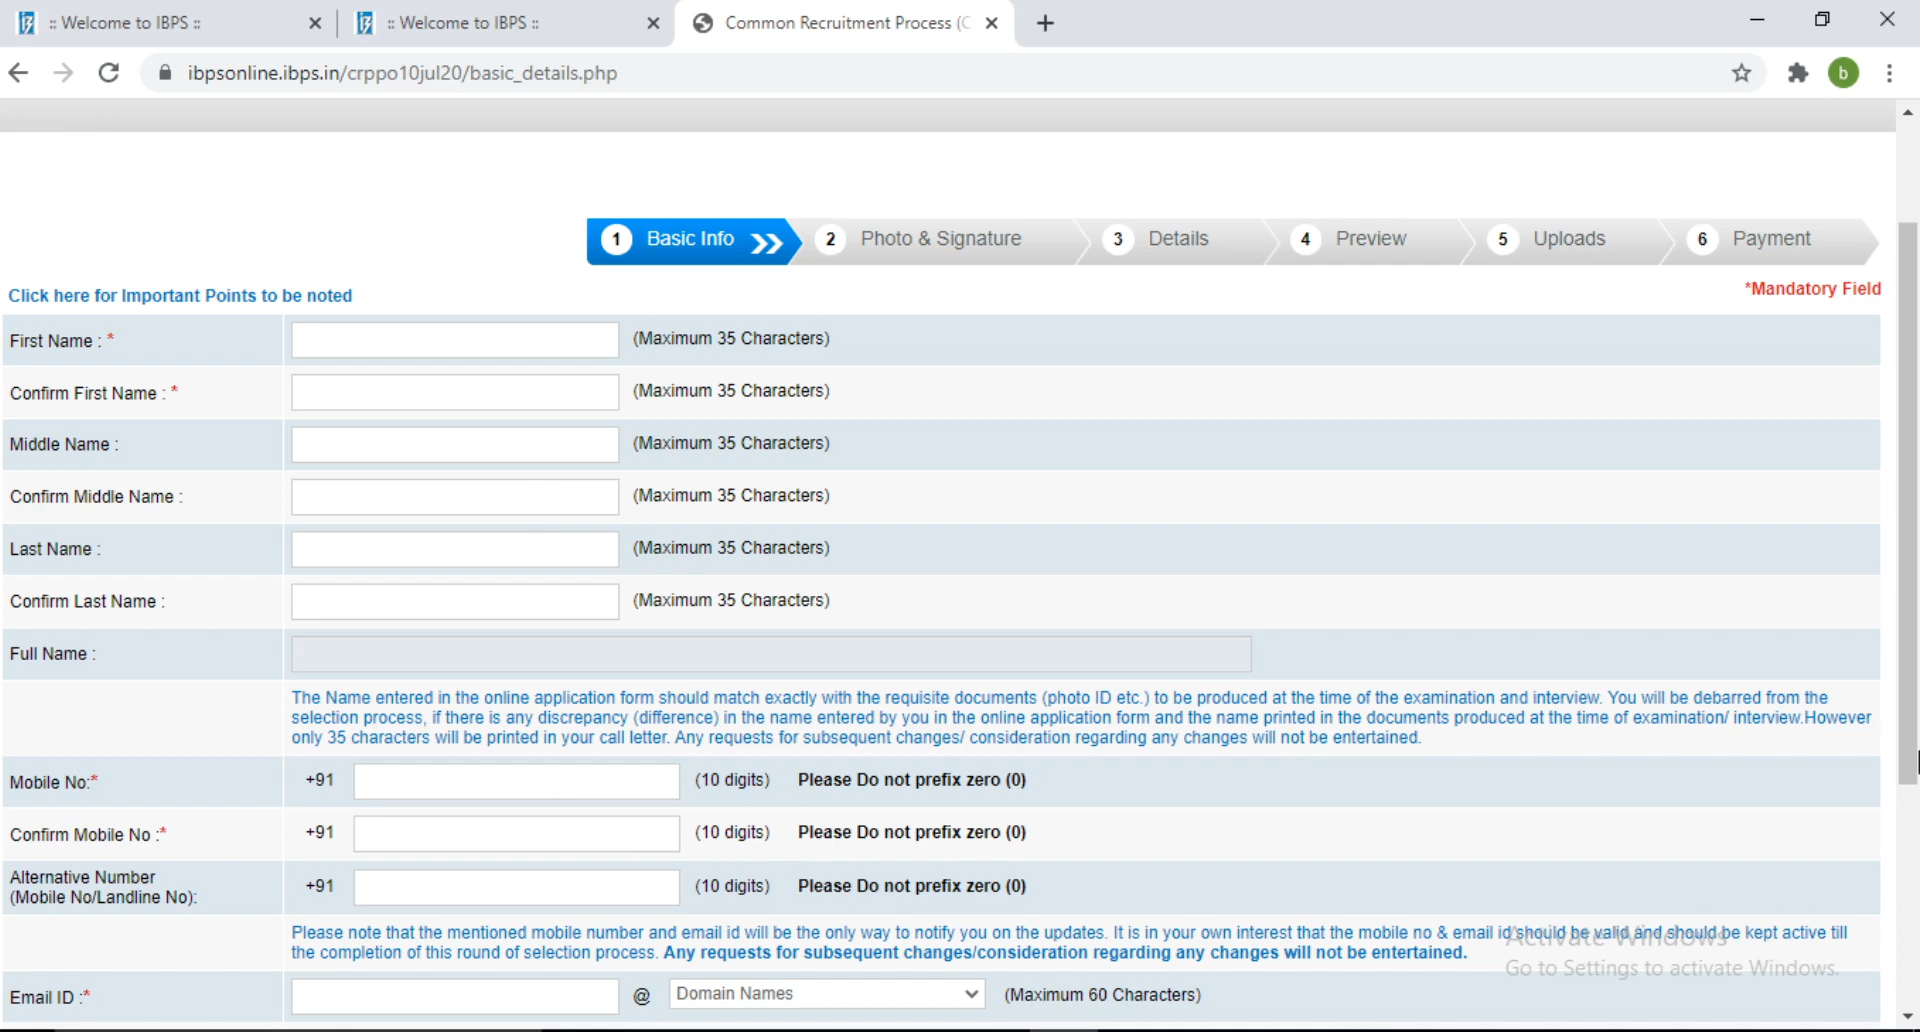 :: Welcome to IBPS ::
:: Welcome to IBPS ::
Common Recruitment Process (C
b
ibpsonline.ibps.in/crppo10jul20/basic_details.php
1 Basic Info
2 Photo & Signature
3 Details
4 Preview
5 Uploads
6 Payment
Click here for Important Points to be noted
*Mandatory Field
First Name : * (Maximum 35 Characters)
Confirm First Name : * (Maximum 35 Characters)
Middle Name : (Maximum 35 Characters)
Confirm Middle Name : (Maximum 35 Characters)
Last Name : (Maximum 35 Characters)
Confirm Last Name : (Maximum 35 Characters)
Full Name :
The Name entered in the online application form should match exactly with the requisite documents (photo ID etc.) to be produced at the time of the examination and interview. You will be debarred from the
selection process, if there is any discrepancy (difference) in the name entered by you in the online application form and the name printed in the documents produced at the time of examination/ interview.However
only 35 characters will be printed in your call letter. Any requests for subsequent changes/ consideration regarding any changes will not be entertained.
Mobile No:* +91 (10 digits) Please Do not prefix zero (0)
Confirm Mobile No :* +91 (10 digits) Please Do not prefix zero (0)
Alternative Number
(Mobile No/Landline No): +91 (10 digits) Please Do not prefix zero (0)
Please note that the mentioned mobile number and email id will be the only way to notify you on the updates. It is in your own interest that the mobile no & email id should be valid and should be kept active till
the completion of this round of selection process. Any requests for subsequent changes/consideration regarding any changes will not be entertained.
Activate Windows
Go to Settings to activate Windows.
Email ID :* @ Domain Names (Maximum 60 Characters)